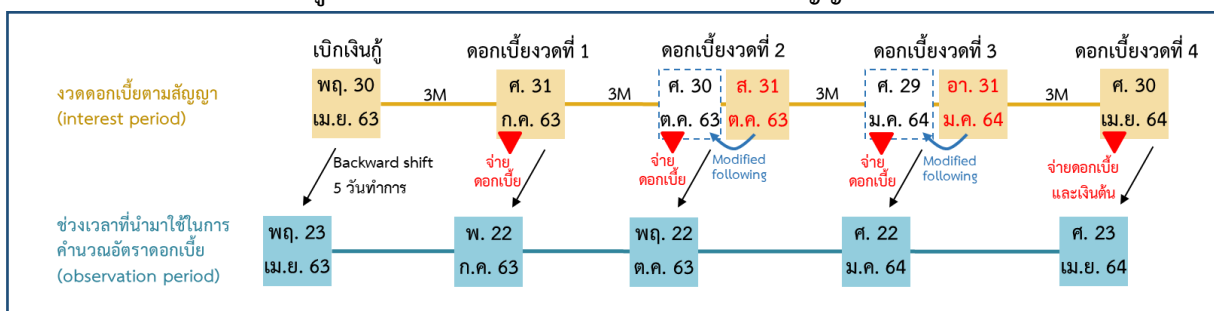 เบิกเงินกู้
ดอกเบี้ยงวดที่ 1
ดอกเบี้ยงวดที่ 2
ดอกเบี้ยงวดที่ 3
ดอกเบี้ยงวดที่ 4
งวดดอกเบี้ยตามสัญญา
(interest period)
พฤ. 30
เม.ย. 63
3M
ศ. 31
ก.ค. 63
3M
ศ. 30
ต.ค. 63
ส. 31
ต.ค. 63
3M
ศ. 29
ม.ค. 64
อา. 31
ม.ค. 64
3M
ศ. 30
เม.ย. 64
Backward shift
5 วันทำการ
จ่าย
ดอกเบี้ย
จ่าย
ดอกเบี้ย
Modified
following
จ่าย
ดอกเบี้ย
Modified
following
จ่ายดอกเบี้ย
และเงินต้น
ช่วงเวลาที่นำมาใช้ในการ
คำนวณอัตราดอกเบี้ย
(observation period)
พฤ. 23
เม.ย. 63
พ. 22
ก.ค. 63
พฤ. 22
ต.ค. 63
ศ. 22
ม.ค. 64
ศ. 23
เม.ย. 64